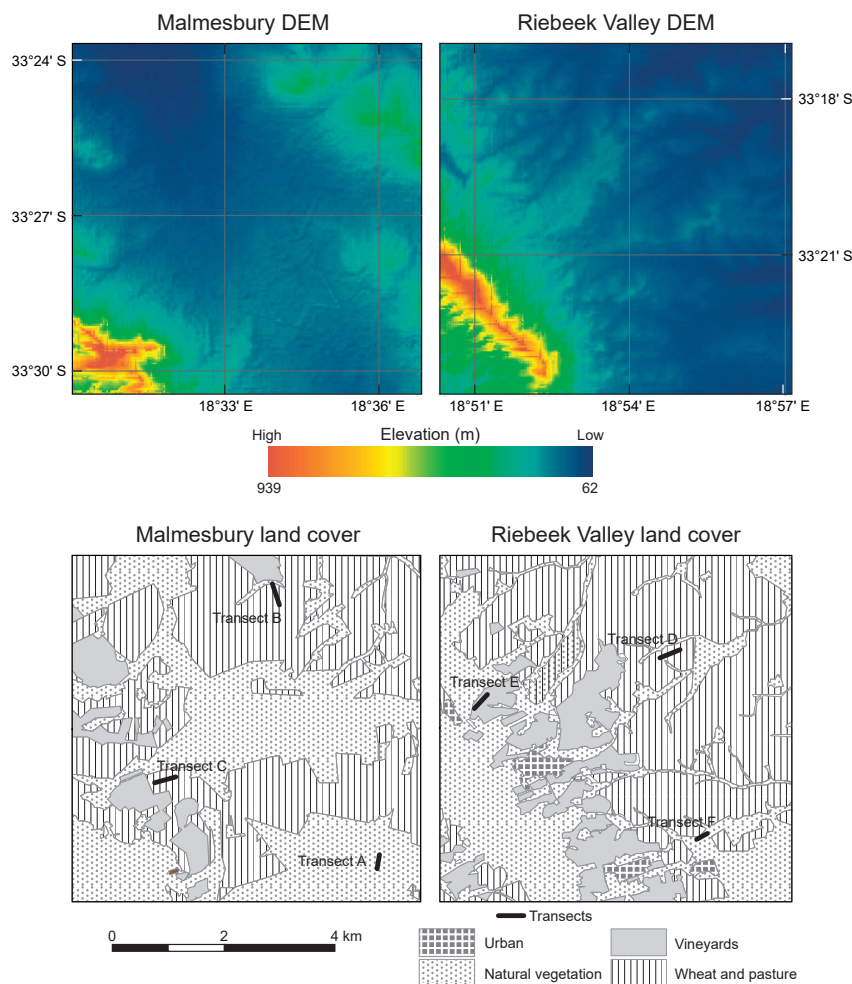 Malmesbury DEM
Riebeek Valley DEM
33°24' S
33°27' S
33°30' S
33°18' S
33°21' S
18°33' E
18°36' E
18°51' E
18°54' E
18°57' E
High
Elevation (m)
Low
939
62
Malmesbury land cover
Riebeek Valley land cover
Transect B
Transect D
Transect E
Transect C
Transect F
Transect A
Transects
0
2
4 km
Urban
Vineyards
Natural vegetation
Wheat and pasture